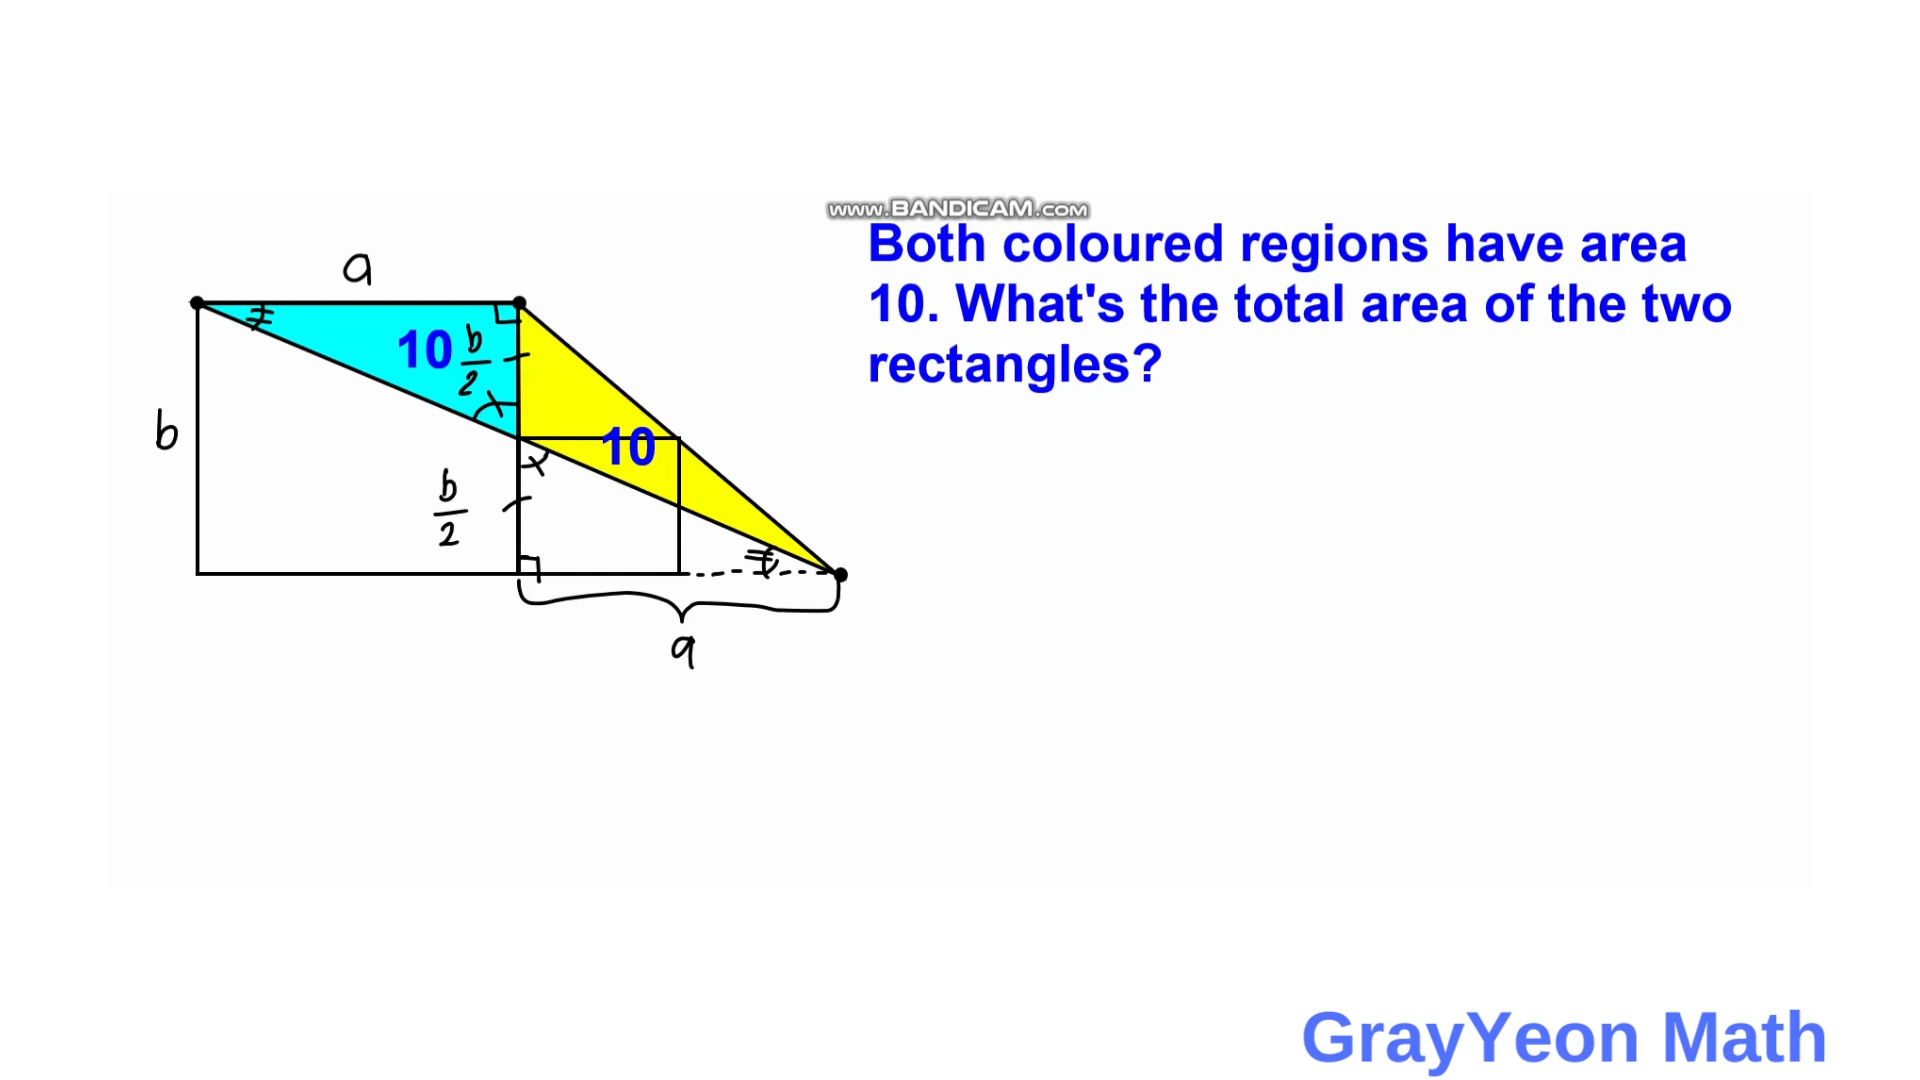 www.BANDICAM.com
Both coloured regions have area
10. What's the total area of the two
rectangles?
a
10
b
2
b
10
b
2
a
GrayYeon Math